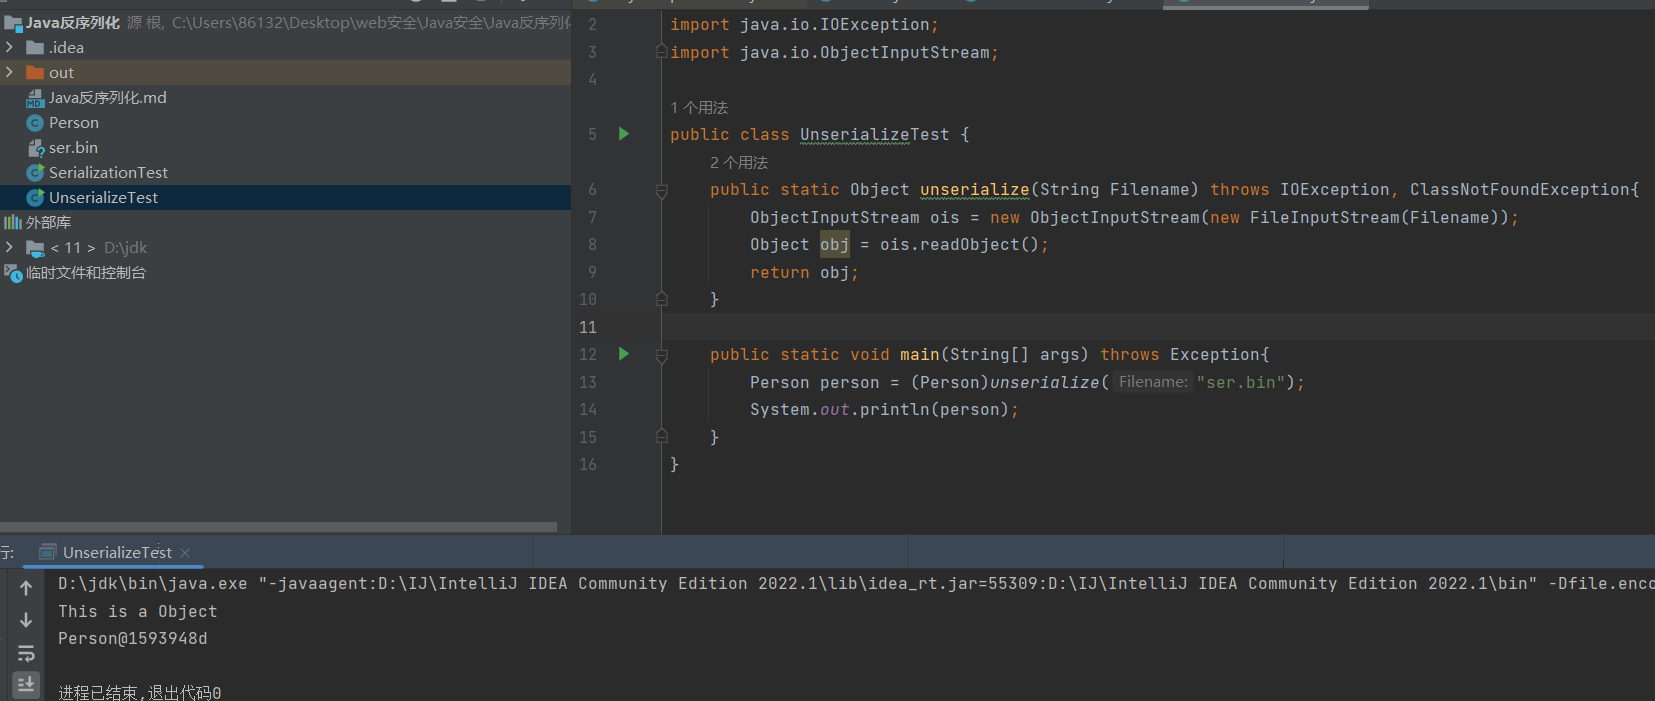 Java反序列化 源 根, C:\Users\86132\Desktop\web安全\Java安全\Java反序列化
.idea
out
Java反序列化.md
Person
ser.bin
SerializationTest
UnserializeTest
外部库
< 11 > D:\jdk
临时文件和控制台
2 import java.io.IOException;
3 import java.io.ObjectInputStream;
4
1 个用法
5 public class UnserializeTest {
2 个用法
6 public static Object unserialize(String Filename) throws IOException, ClassNotFoundException{
7 ObjectInputStream ois = new ObjectInputStream(new FileInputStream(Filename));
8 Object obj = ois.readObject();
9 return obj;
10 }
11
12 public static void main(String[] args) throws Exception{
13 Person person = (Person)unserialize( Filename: "ser.bin");
14 System.out.println(person);
15 }
16 }
行: UnserializeTest
D:\jdk\bin\java.exe "-javaagent:D:\IJ\IntelliJ IDEA Community Edition 2022.1\lib\idea_rt.jar=55309:D:\IJ\IntelliJ IDEA Community Edition 2022.1\bin" -Dfile.enco
This is a Object
Person@1593948d
进程已结束,退出代码0